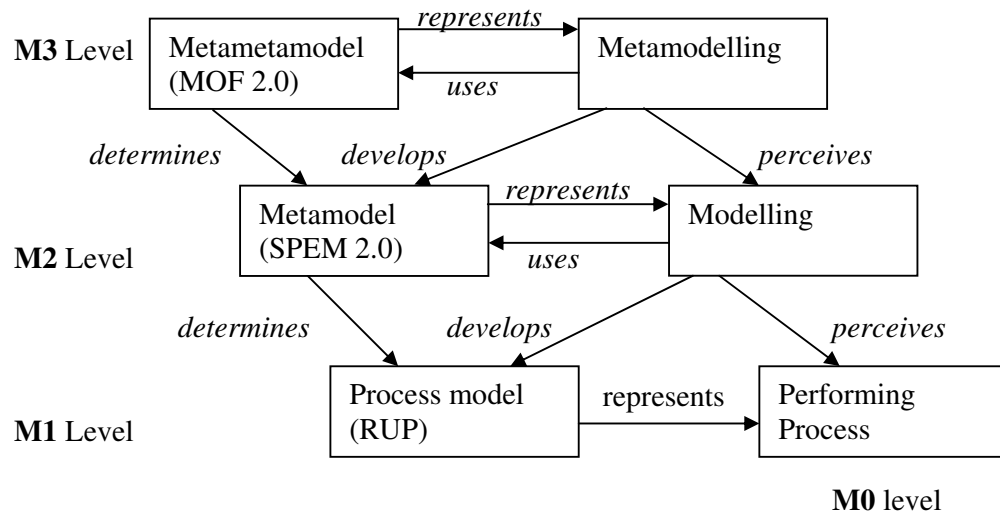 represents
M3 Level
Metametamodel
(MOF 2.0)
Metamodelling
uses
determines
develops
perceives
represents
Metamodel
(SPEM 2.0)
Modelling
M2 Level
uses
determines
develops
perceives
Process model
(RUP)
represents
Performing
Process
M1 Level
M0 level